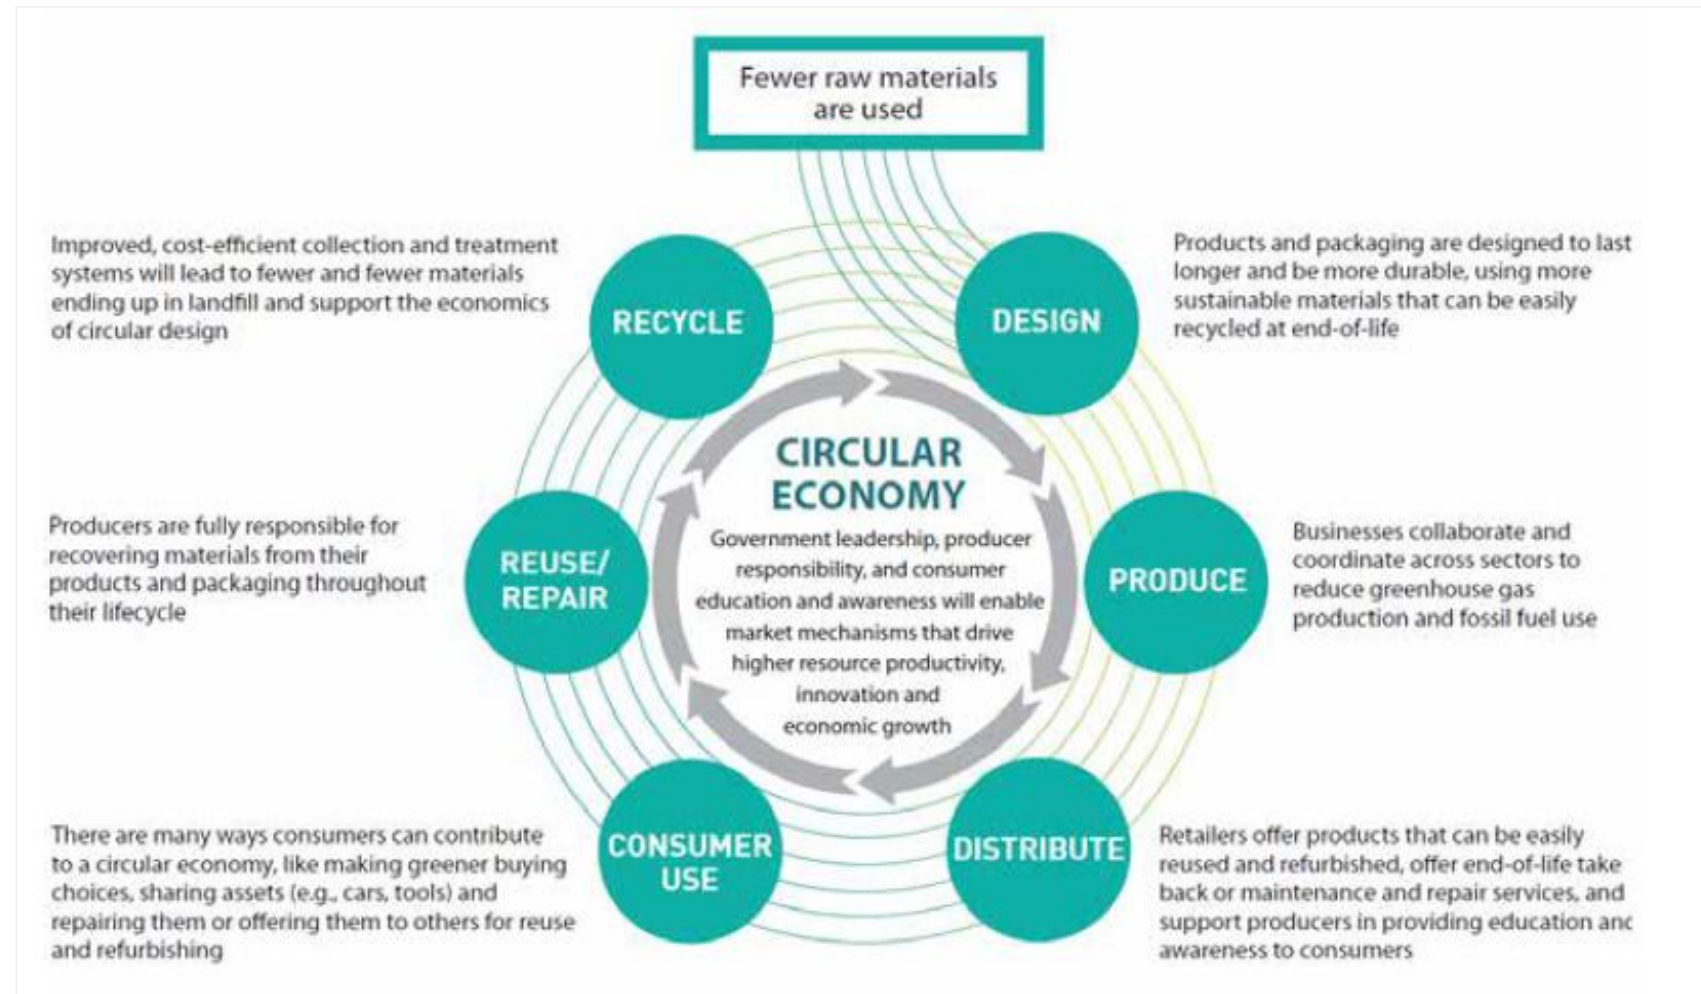 Fewer raw materials
are used
Improved, cost-efficient collection and treatment
systems will lead to fewer and fewer materials
ending up in landfill and support the economics
of circular design
RECYCLE
DESIGN
Products and packaging are designed to last
longer and be more durable, using more
sustainable materials that can be easily
recycled at end-of-life
Producers are fully responsible for
recovering materials from their
products and packaging throughout
their lifecycle
REUSE/
REPAIR
CIRCULAR
ECONOMY
Government leadership, producer
responsibility, and consumer
education and awareness will enable
market mechanisms that drive
higher resource productivity,
innovation and
economic growth
PRODUCE
Businesses collaborate and
coordinate across sectors to
reduce greenhouse gas
production and fossil fuel use
There are many ways consumers can contribute
to a circular economy, like making greener buying
choices, sharing assets (e.g., cars, tools) and
repairing them or offering them to others for reuse
and refurbishing
CONSUMER
USE
DISTRIBUTE
Retailers offer products that can be easily
reused and refurbished, offer end-of-life take
back or maintenance and repair services, and
support producers in providing education and
awareness to consumers